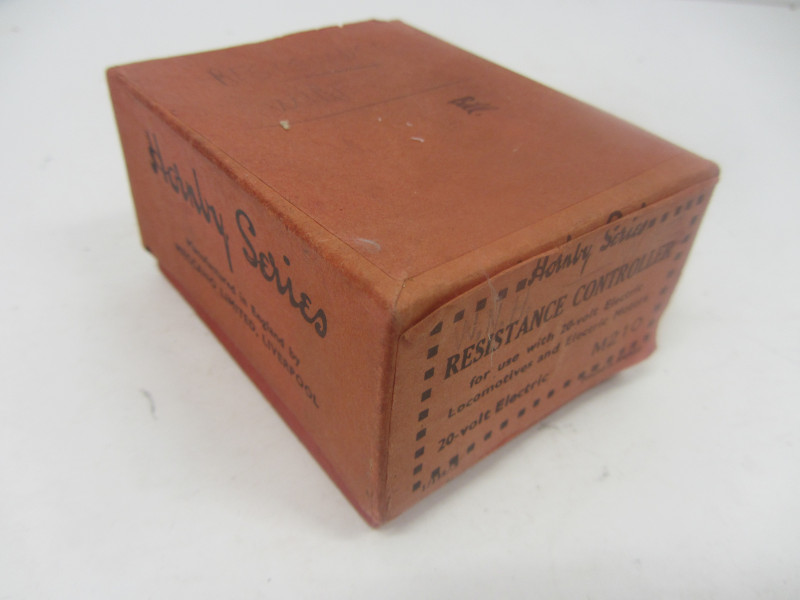 Bell.
Hornby Series
Manufactured in England by
MECCANO LIMITED, LIVERPOOL
Hornby Series
RESISTANCE CONTROLLER
for use with 20-volt Electric
Locomotives and Electric Motors
20-volt Electric
M210